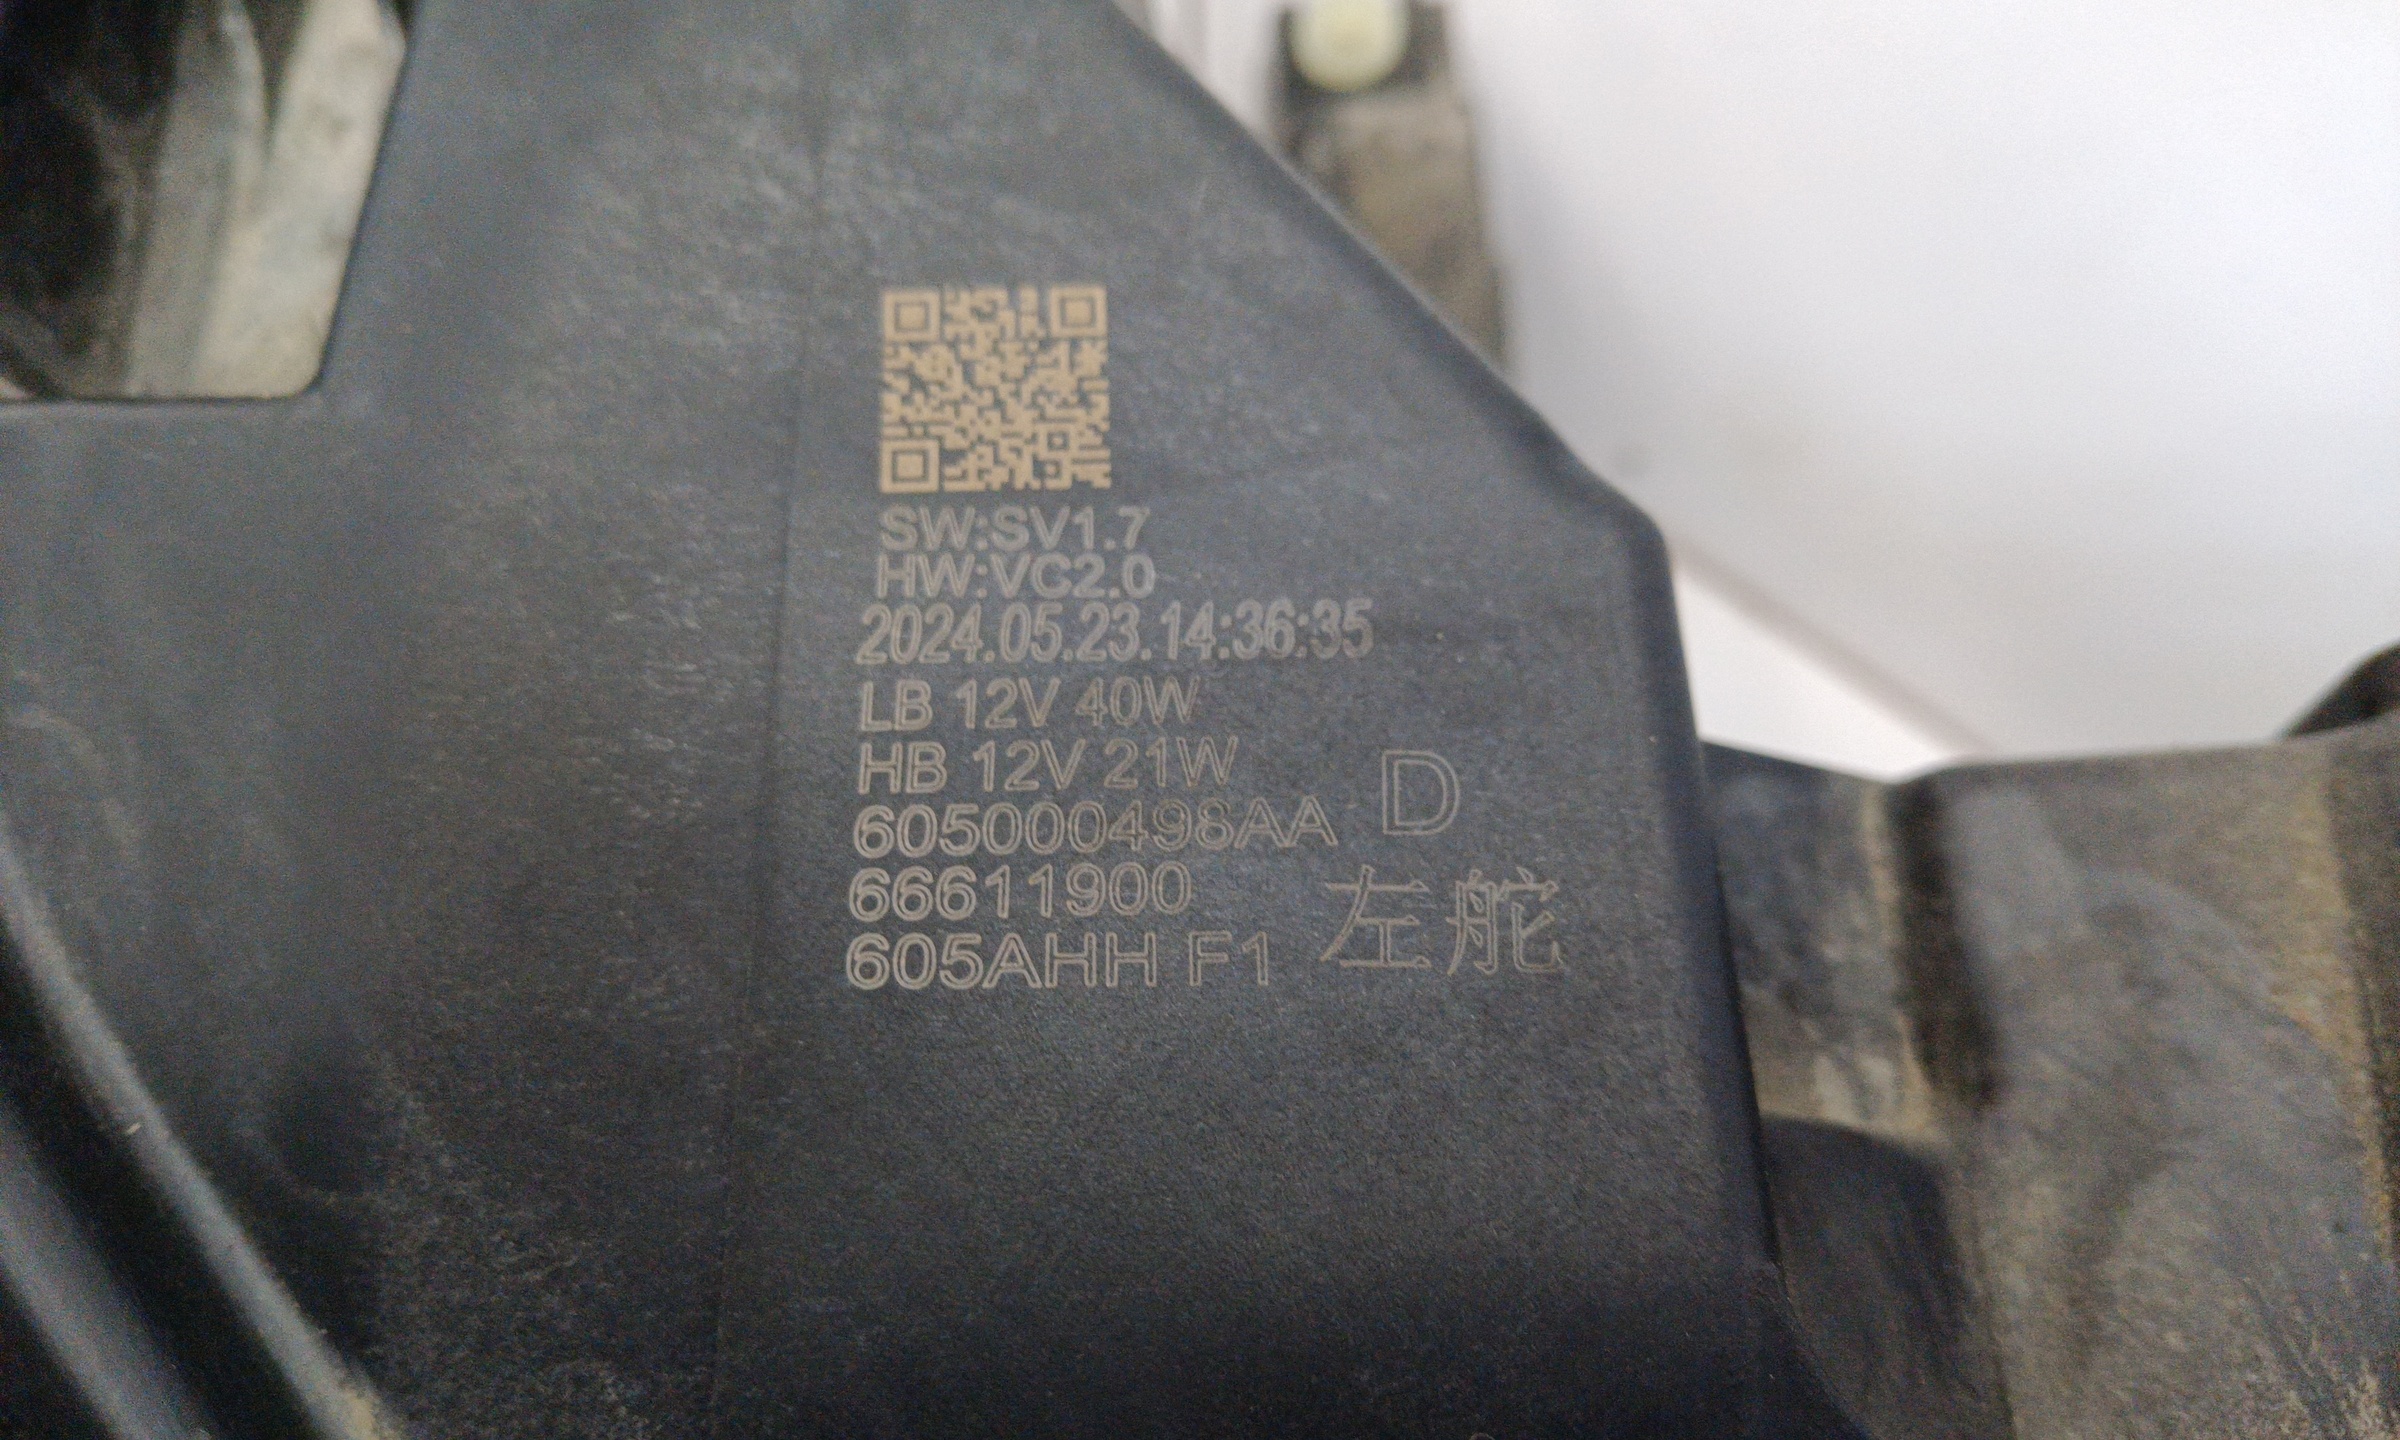 SW:SV1.7
HW:VC2.0
2024.05.23.14:36:35
LB 12V 40W
HB 12V 21W
D
605000498AA
66611900
左舵
605AHH F1